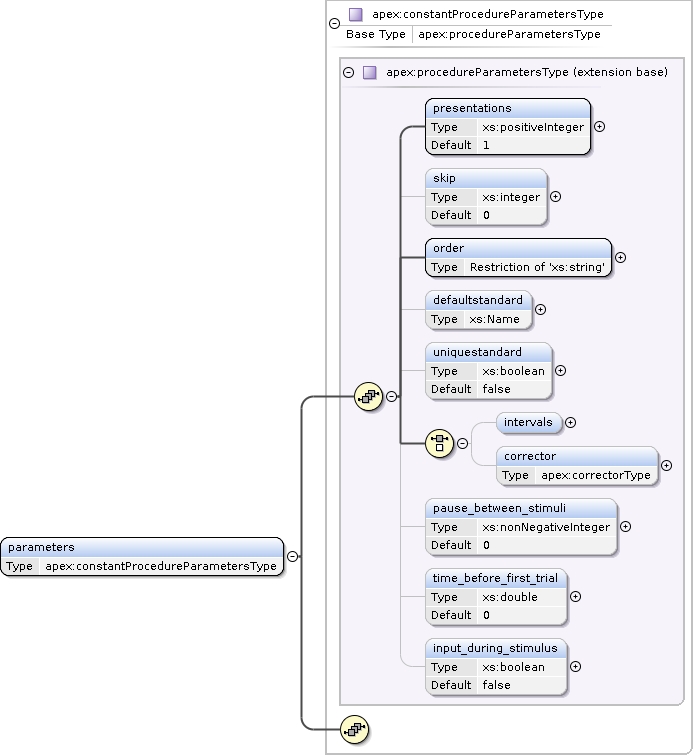 apex:constantProcedureParametersType
Base Type apex:procedureParametersType
apex:procedureParametersType (extension base)
presentations
Type xs:positiveInteger
Default 1
skip
Type xs:integer
Default 0
order
Type Restriction of 'xs:string'
defaultstandard
Type xs:Name
uniquestandard
Type xs:boolean
Default false
intervals
corrector
Type apex:correctorType
pause_between_stimuli
Type xs:nonNegativeInteger
Default 0
parameters
Type apex:constantProcedureParametersType
time_before_first_trial
Type xs:double
Default 0
input_during_stimulus
Type xs:boolean
Default false